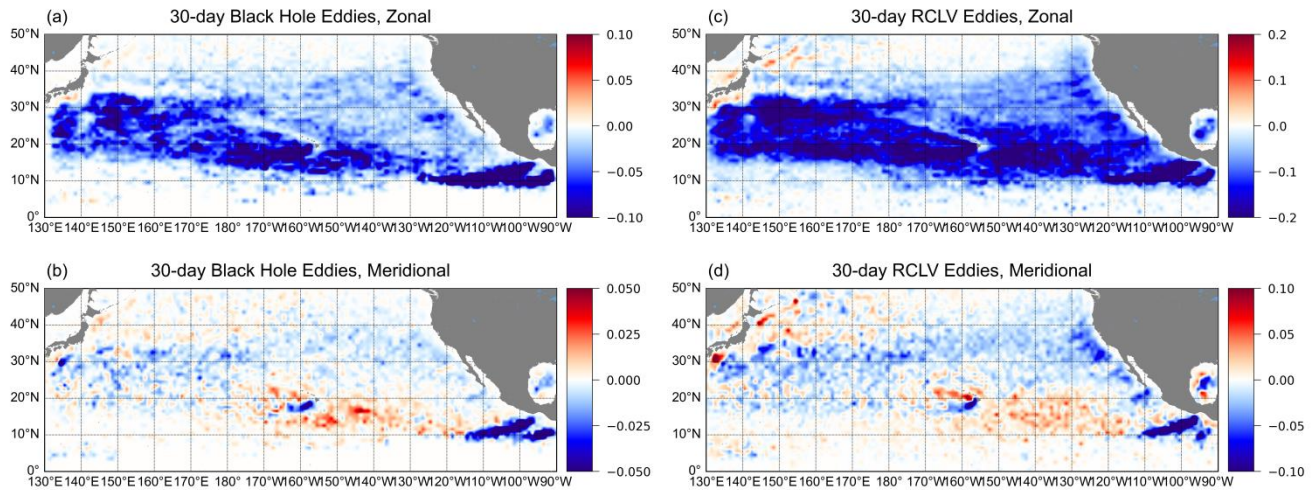 (a) 30-day Black Hole Eddies, Zonal
50°N
40°N
30°N
20°N
10°N
0°
130°E 140°E 150°E 160°E 170°E 180° 170°W 160°W 150°W 140°W 130°W 120°W 110°W 100°W 90°W
0.10
0.05
0.00
−0.05
−0.10
(c) 30-day RCLV Eddies, Zonal
50°N
40°N
30°N
20°N
10°N
0°
130°E 140°E 150°E 160°E 170°E 180° 170°W 160°W 150°W 140°W 130°W 120°W 110°W 100°W 90°W
0.2
0.1
0.0
−0.1
−0.2
(b) 30-day Black Hole Eddies, Meridional
50°N
40°N
30°N
20°N
10°N
0°
130°E 140°E 150°E 160°E 170°E 180° 170°W 160°W 150°W 140°W 130°W 120°W 110°W 100°W 90°W
0.050
0.025
0.000
−0.025
−0.050
(d) 30-day RCLV Eddies, Meridional
50°N
40°N
30°N
20°N
10°N
0°
130°E 140°E 150°E 160°E 170°E 180° 170°W 160°W 150°W 140°W 130°W 120°W 110°W 100°W 90°W
0.10
0.05
0.00
−0.05
−0.10